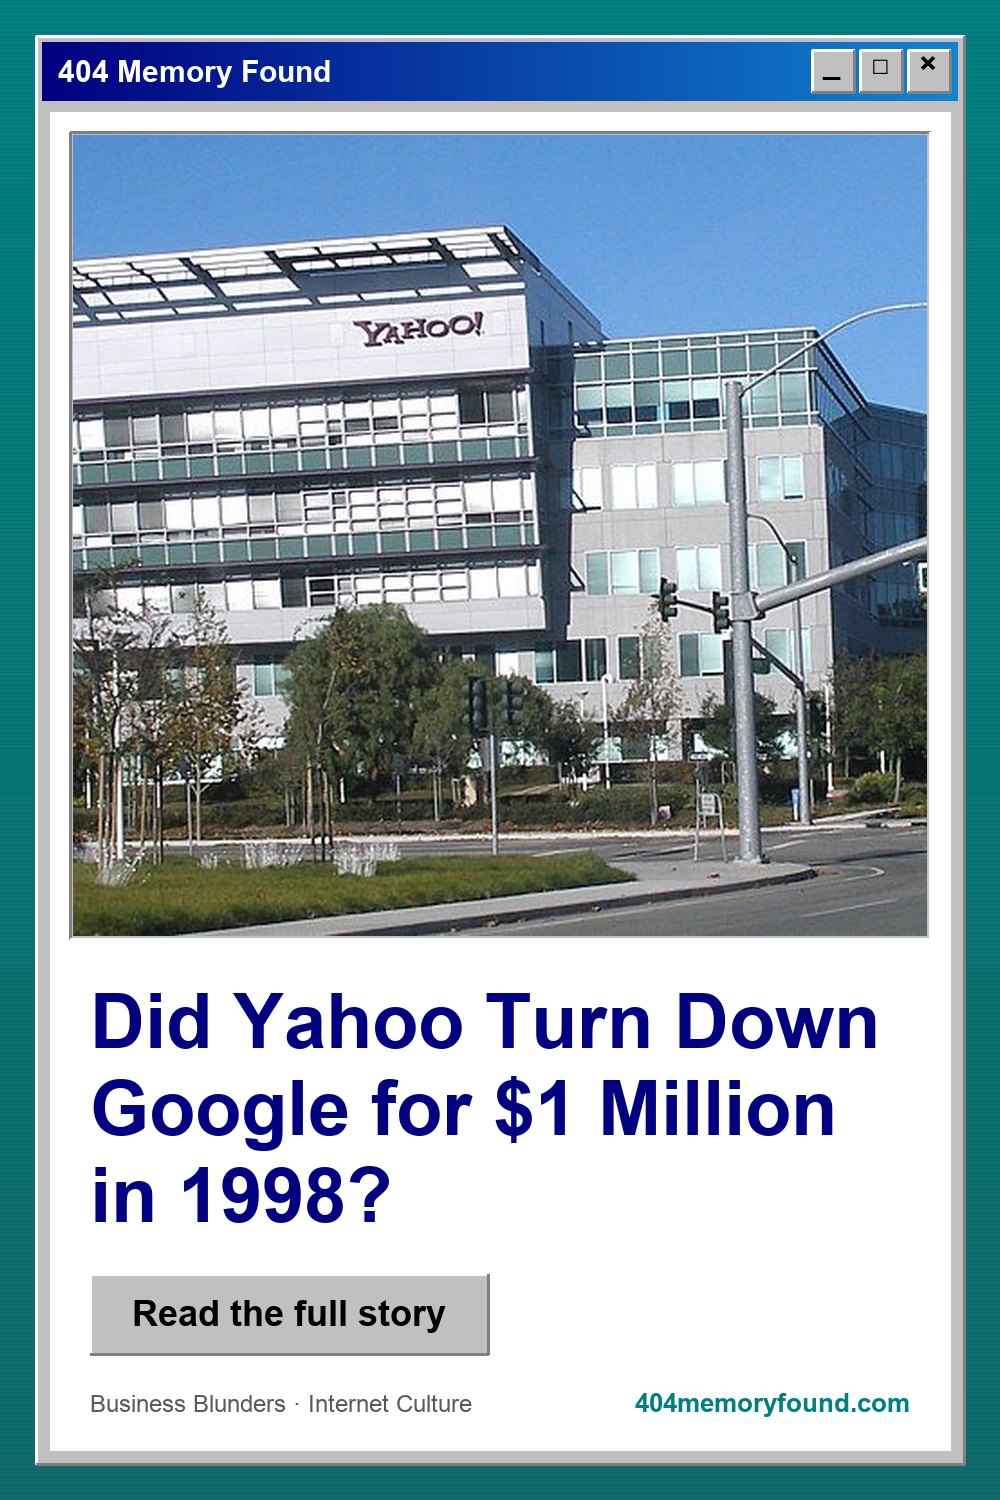 404 Memory Found
YAHOO!
Did Yahoo Turn Down
Google for $1 Million
in 1998?
Read the full story
Business Blunders · Internet Culture
404memoryfound.com